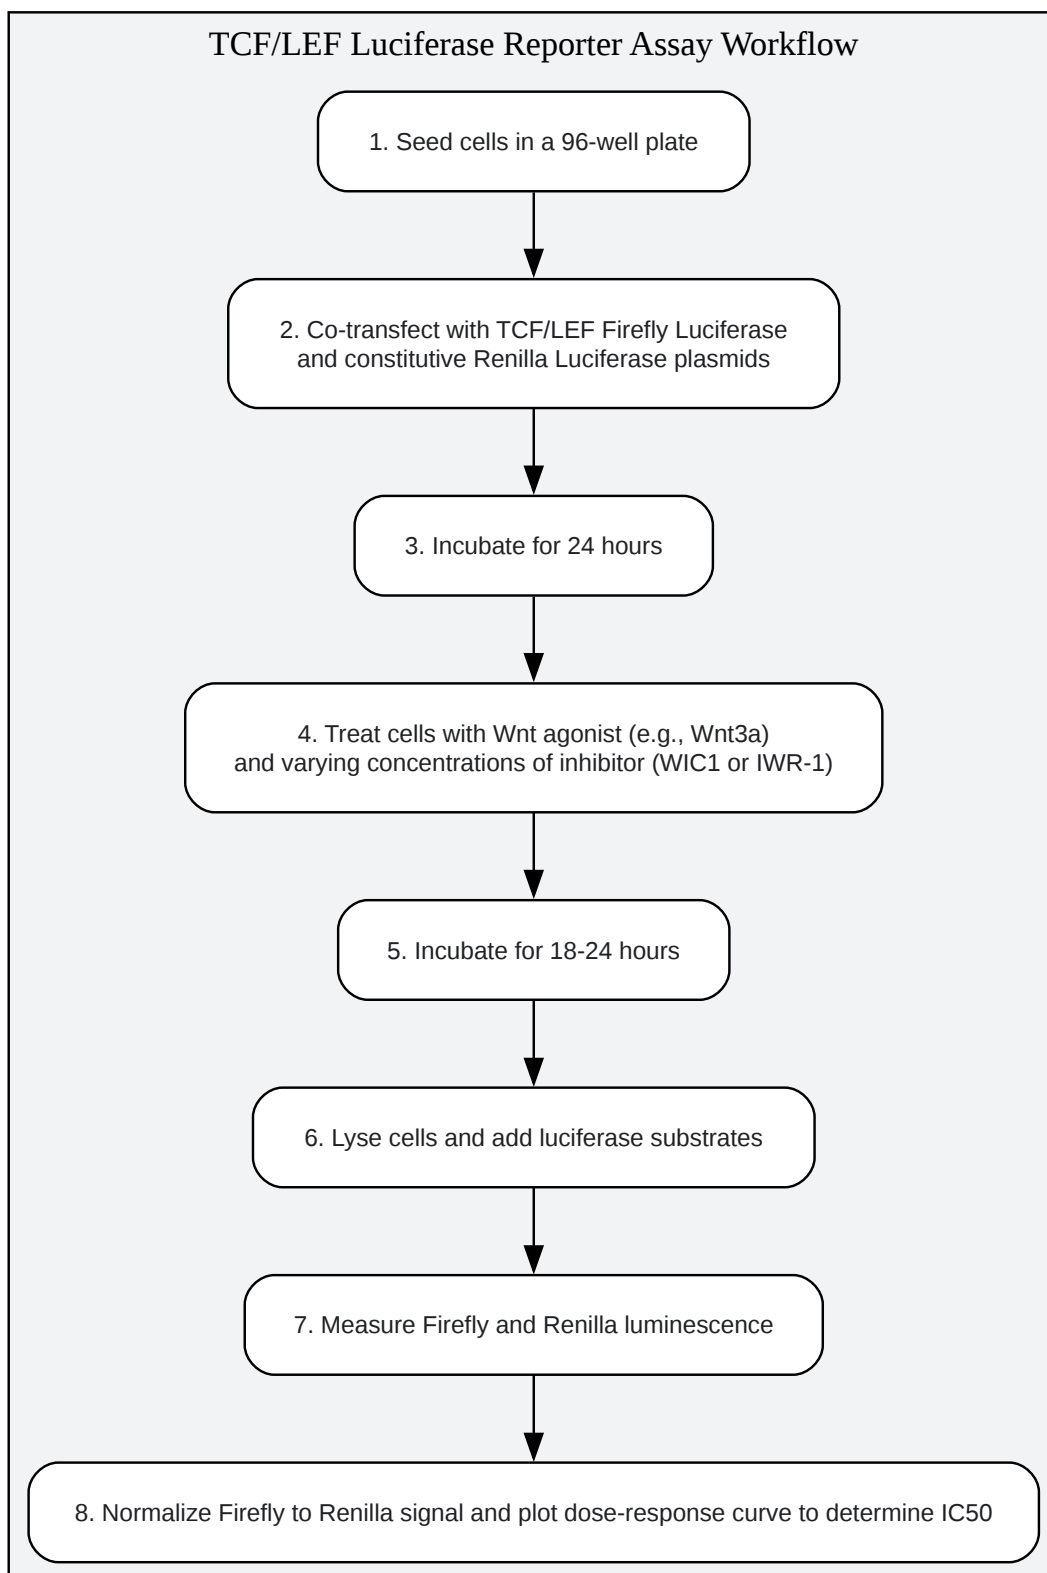 TCF/LEF Luciferase Reporter Assay Workflow
1. Seed cells in a 96-well plate
2. Co-transfect with TCF/LEF Firefly Luciferase
and constitutive Renilla Luciferase plasmids
3. Incubate for 24 hours
4. Treat cells with Wnt agonist (e.g., Wnt3a)
and varying concentrations of inhibitor (WIC1 or IWR-1)
5. Incubate for 18-24 hours
6. Lyse cells and add luciferase substrates
7. Measure Firefly and Renilla luminescence
8. Normalize Firefly to Renilla signal and plot dose-response curve to determine IC50